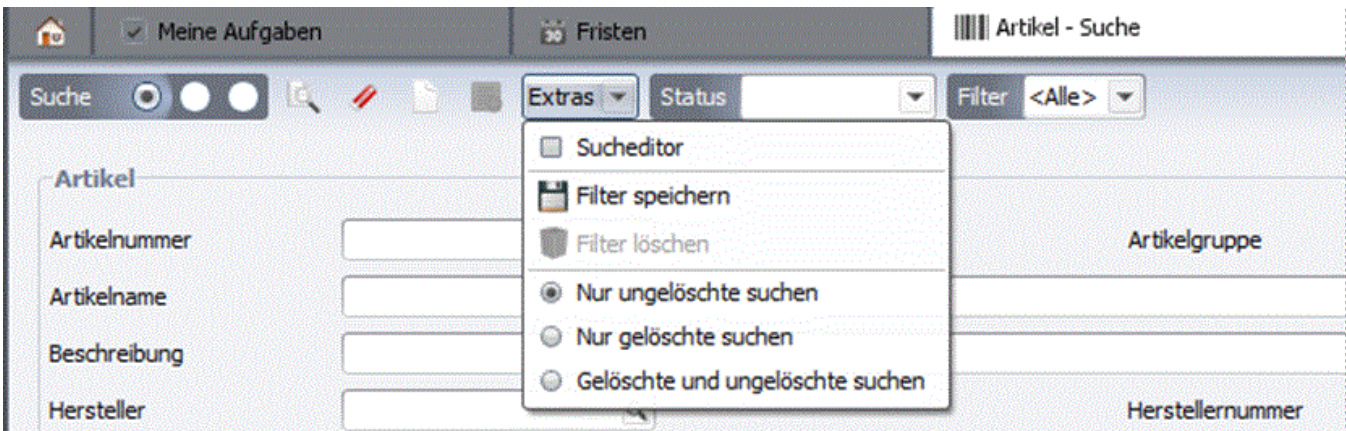 Meine Aufgaben
30 Fristen
Artikel - Suche
Suche
Extras
Status
Filter <Alle>
Sucheditor
Filter speichern
Filter löschen
Nur ungelöschte suchen
Nur gelöschte suchen
Gelöschte und ungelöschte suchen
Artikel
Artikelnummer
Artikelgruppe
Artikelname
Beschreibung
Hersteller
Herstellernummer